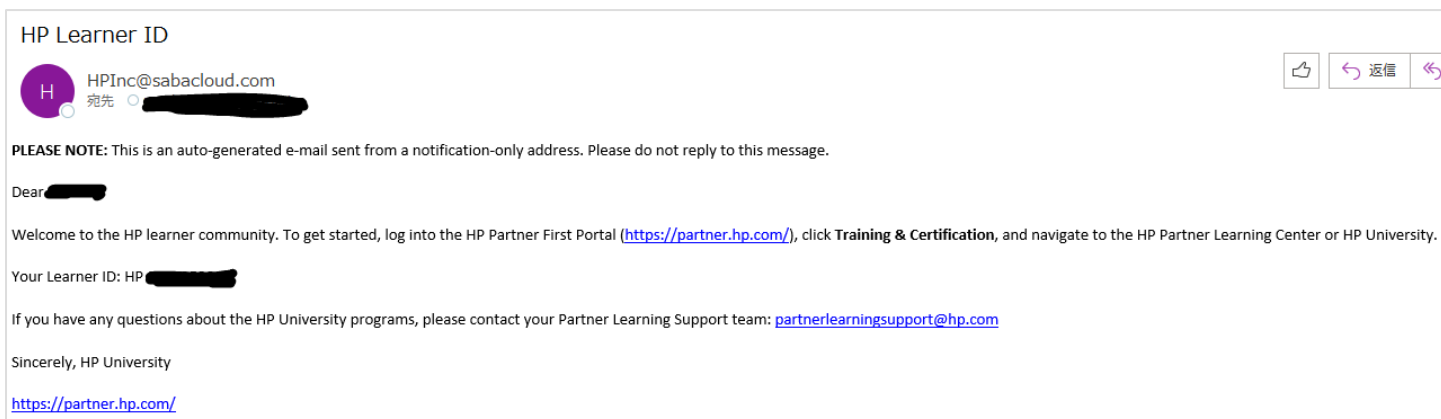 HP Learner ID
H
HPInc@sabacloud.com
宛先
返信
PLEASE NOTE: This is an auto-generated e-mail sent from a notification-only address. Please do not reply to this message.
Dear
Welcome to the HP learner community. To get started, log into the HP Partner First Portal (https://partner.hp.com/), click Training & Certification, and navigate to the HP Partner Learning Center or HP University.
Your Learner ID: HP
If you have any questions about the HP University programs, please contact your Partner Learning Support team: partnerlearningsupport@hp.com
Sincerely, HP University
https://partner.hp.com/